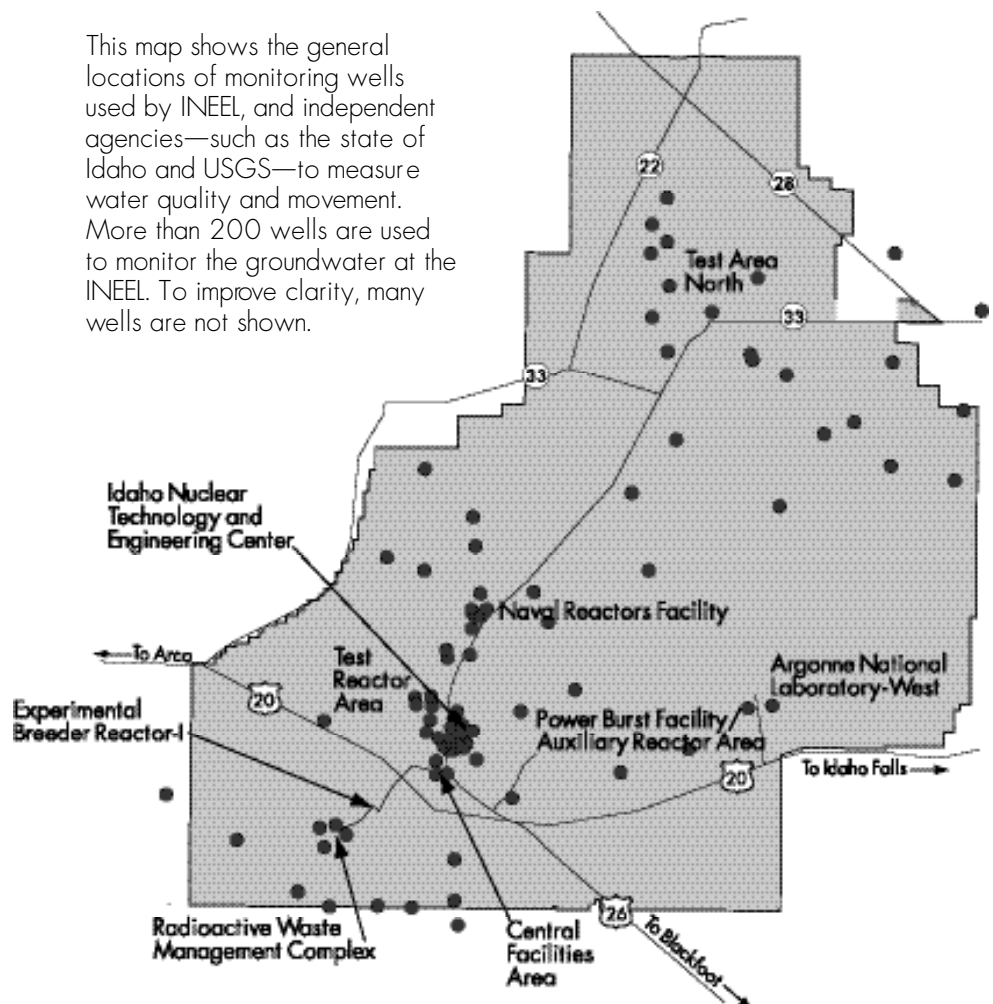 This map shows the general
locations of monitoring wells
used by INEEL, and independent
agencies—such as the state of
Idaho and USGS—to measure
water quality and movement.
More than 200 wells are used
to monitor the groundwater at the
INEEL. To improve clarity, many
wells are not shown.
22
28
Test Area
North
33
33
Idaho Nuclear
Technology and
Engineering Center
Naval Reactors Facility
To Arco
Test
Reactor
Area
Argonne National
Laboratory-West
20
Experimental
Breeder Reactor-I
Power Burst Facility/
Auxiliary Reactor Area
20
To Idaho Falls
Radioactive Waste
Management Complex
Central
Facilities
Area
26
To Blackfoot